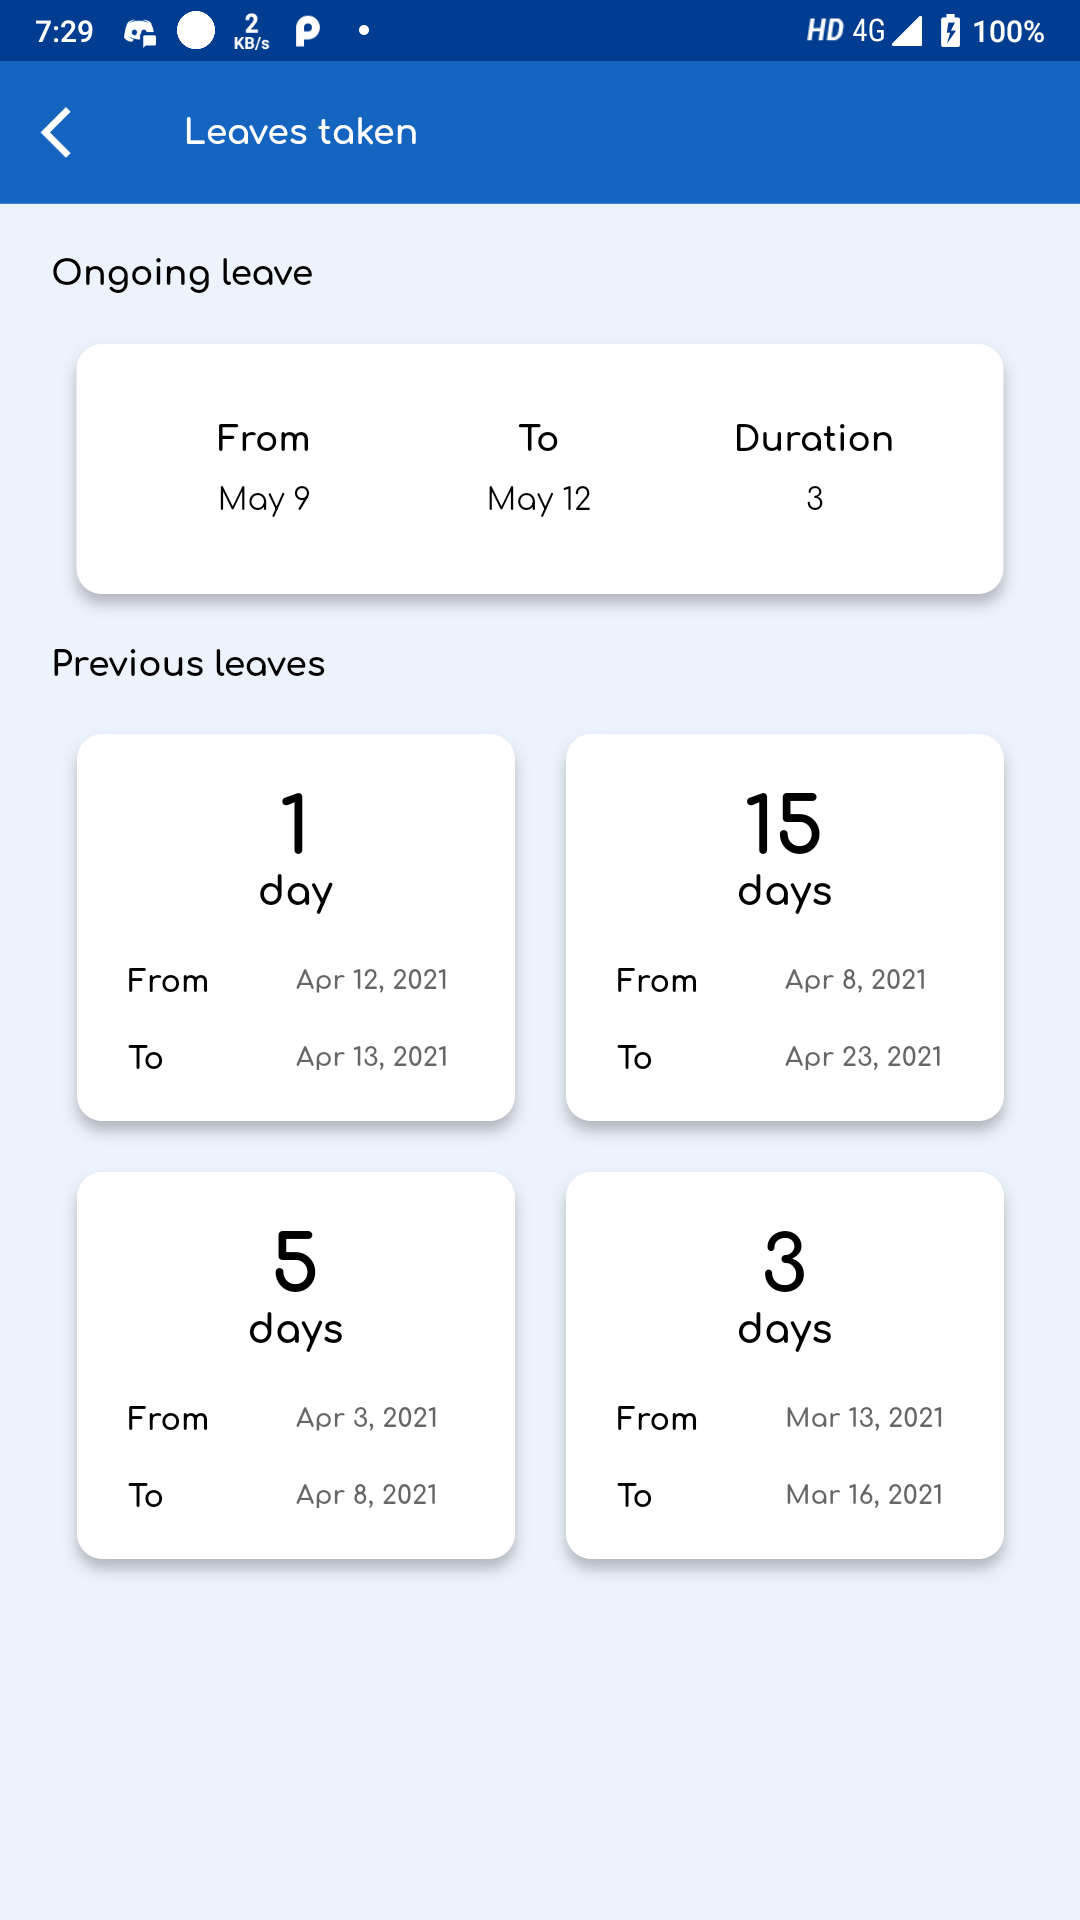 7:29 2 KB/s HD 4G 100%
Leaves taken
Ongoing leave
From To Duration
May 9 May 12 3
Previous leaves
1 15
day days
From Apr 12, 2021 From Apr 8, 2021
To Apr 13, 2021 To Apr 23, 2021
5 3
days days
From Apr 3, 2021 From Mar 13, 2021
To Apr 8, 2021 To Mar 16, 2021